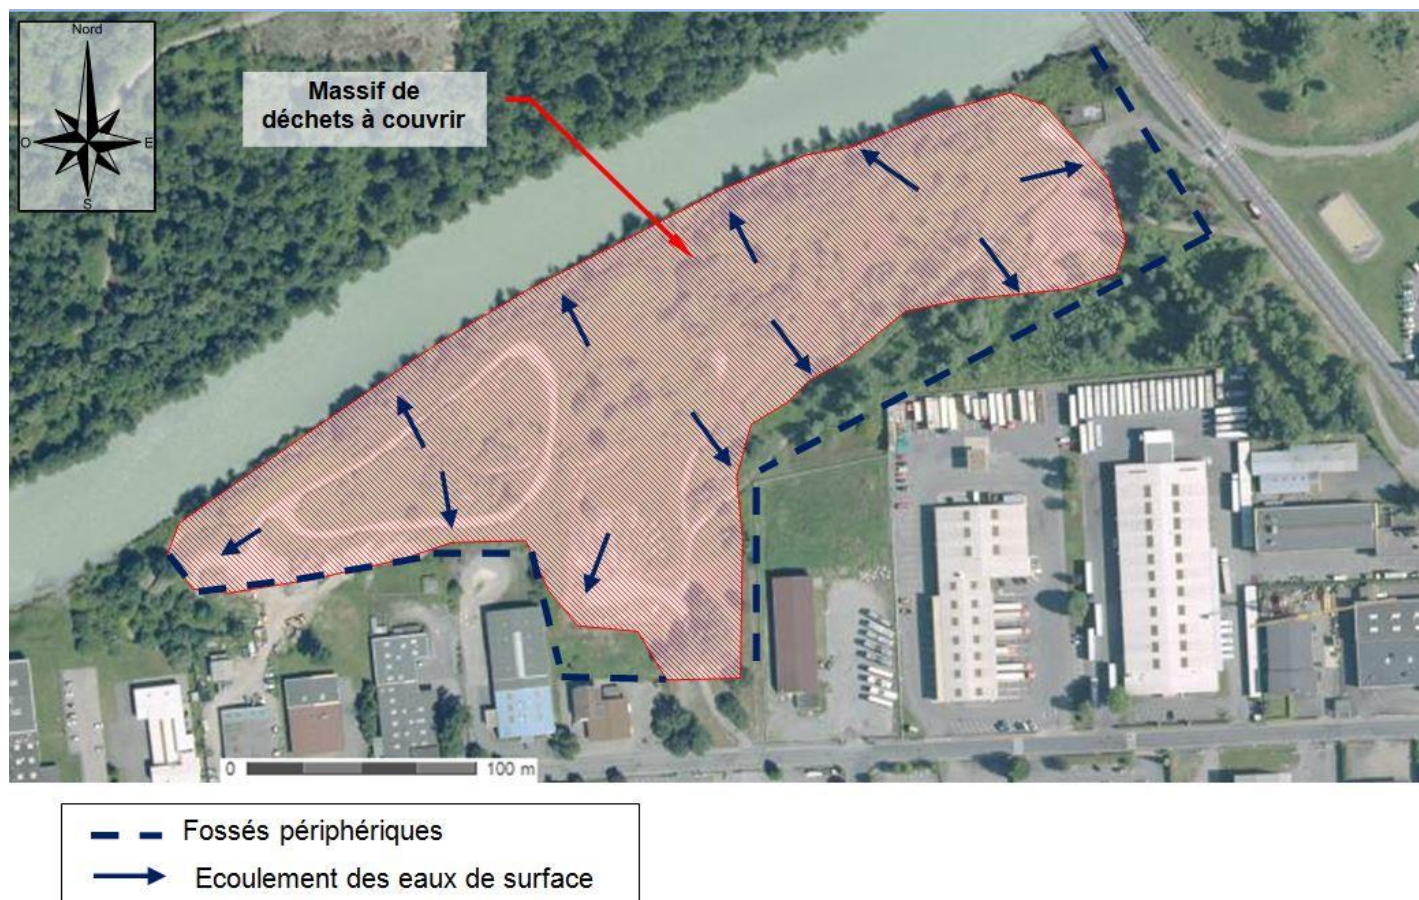 Nord
O
E
S
Massif de
déchets à couvrir
0 100 m
Fossés périphériques
Ecoulement des eaux de surface